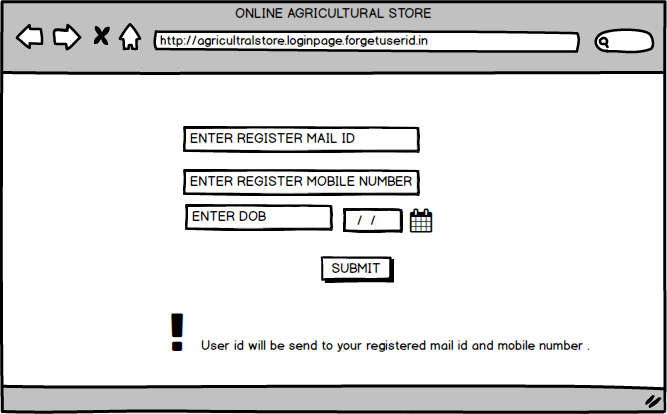 ONLINE AGRICULTURAL STORE
http://agricultralstore.loginpage.forgetuserid.in
ENTER REGISTER MAIL ID
ENTER REGISTER MOBILE NUMBER
ENTER DOB
/ /
SUBMIT
! User id will be send to your registered mail id and mobile number .